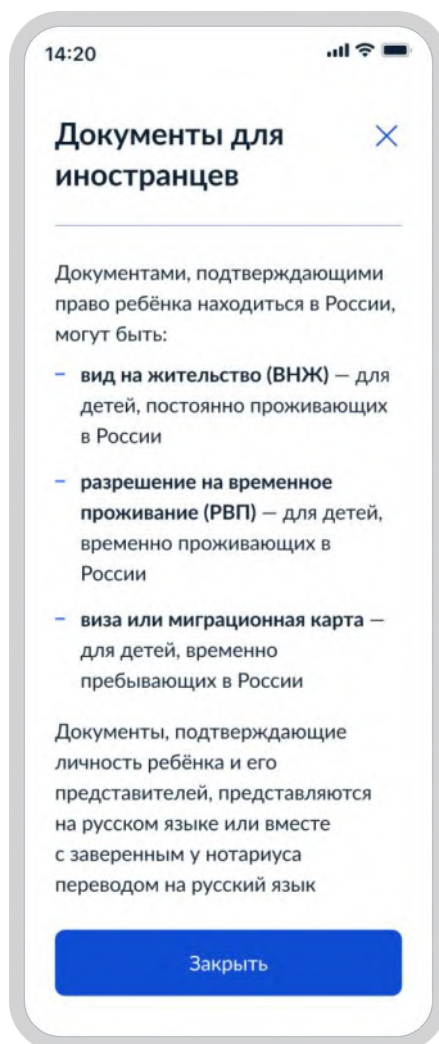 14:20
Документы для
иностранцев
Документами, подтверждающими
право ребёнка находиться в России,
могут быть:
– вид на жительство (ВНЖ) — для
детей, постоянно проживающих
в России
– разрешение на временное
проживание (РВП) — для детей,
временно проживающих в
России
– виза или миграционная карта —
для детей, временно
пребывающих в России
Документы, подтверждающие
личность ребёнка и его
представителей, представляются
на русском языке или вместе
с заверенным у нотариуса
переводом на русский язык
Закрыть